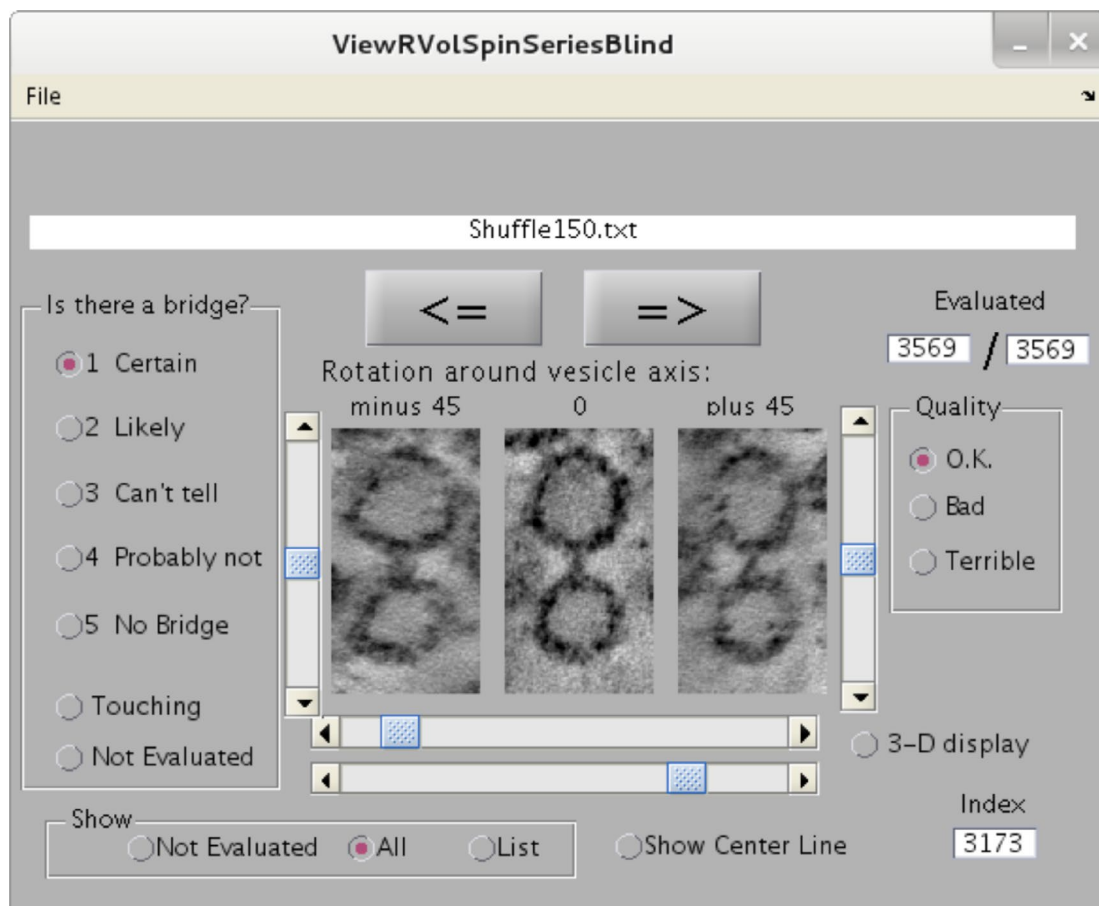 ViewRVolSpinSeriesBlind
File
Shuffle150.txt
Is there a bridge?
1 Certain
2 Likely
3 Can't tell
4 Probably not
5 No Bridge
Touching
Not Evaluated
<= =>
Rotation around vesicle axis:
minus 45 0 plus 45
Evaluated
3569 / 3569
Quality
O.K.
Bad
Terrible
3-D display
Index
3173
Show
Not Evaluated All List
Show Center Line